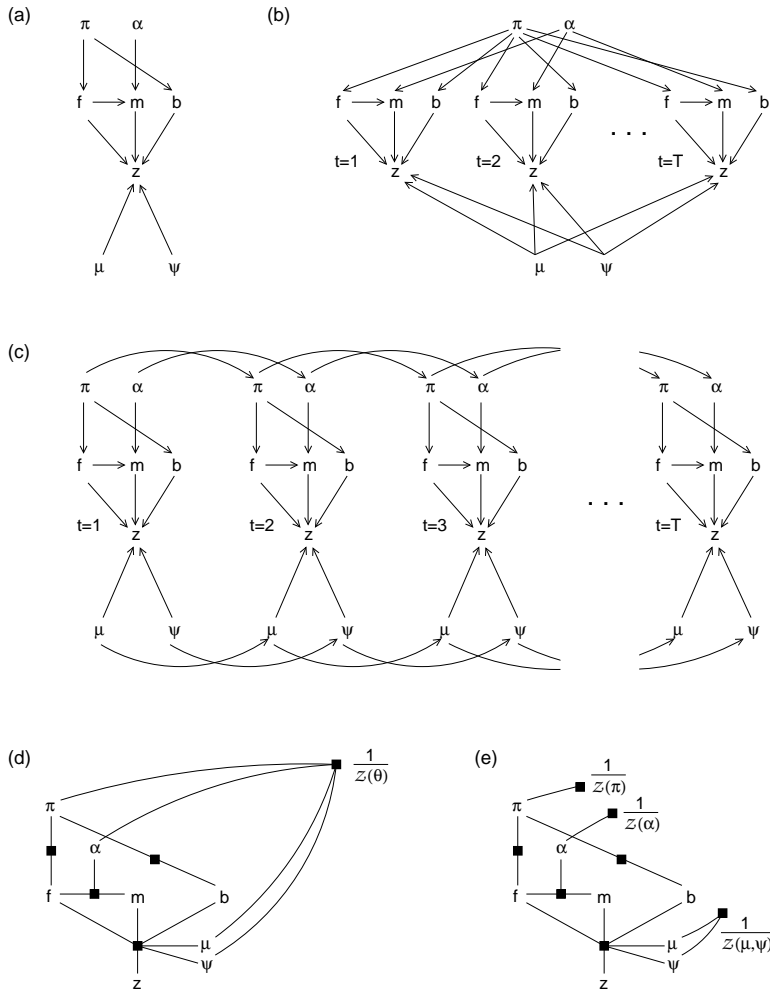 (a)
π α
f m b
z
μ ψ
(b)
π α
f m b f m b f m b
. . .
t=1 z t=2 z t=T z
μ ψ
(c)
π α π α π α π α
f m b f m b f m b f m b
. . .
t=1 z t=2 z t=3 z t=T z
μ ψ μ ψ μ ψ μ ψ
(d)
1
Z(θ)
π
α
f m b
μ
ψ
z
(e)
1
Z(π)
π
1
Z(α)
α
f m b
1
Z(μ,ψ)
μ
ψ
z